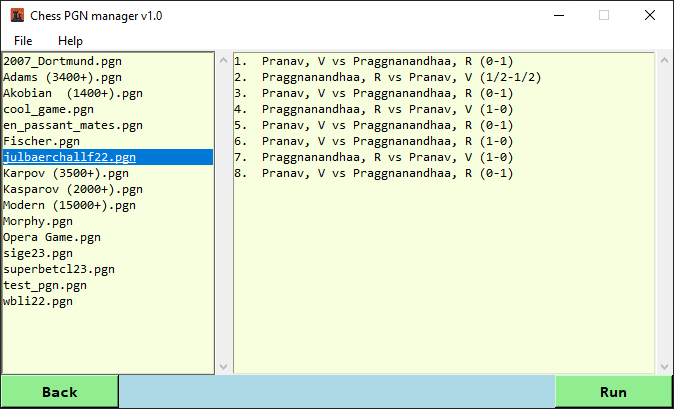 Chess PGN manager v1.0
File Help
2007_Dortmund.pgn
Adams (3400+).pgn
Akobian  (1400+).pgn
cool_game.pgn
en_passant_mates.pgn
Fischer.pgn
julbaerchallf22.pgn
Karpov (3500+).pgn
Kasparov (2000+).pgn
Modern (15000+).pgn
Morphy.pgn
Opera Game.pgn
sige23.pgn
superbetcl23.pgn
test_pgn.pgn
wbli22.pgn
1.  Pranav, V vs Praggnanandhaa, R (0-1)
2.  Praggnanandhaa, R vs Pranav, V (1/2-1/2)
3.  Pranav, V vs Praggnanandhaa, R (0-1)
4.  Praggnanandhaa, R vs Pranav, V (1-0)
5.  Pranav, V vs Praggnanandhaa, R (0-1)
6.  Pranav, V vs Praggnanandhaa, R (1-0)
7.  Praggnanandhaa, R vs Pranav, V (1-0)
8.  Pranav, V vs Praggnanandhaa, R (0-1)
Back
Run